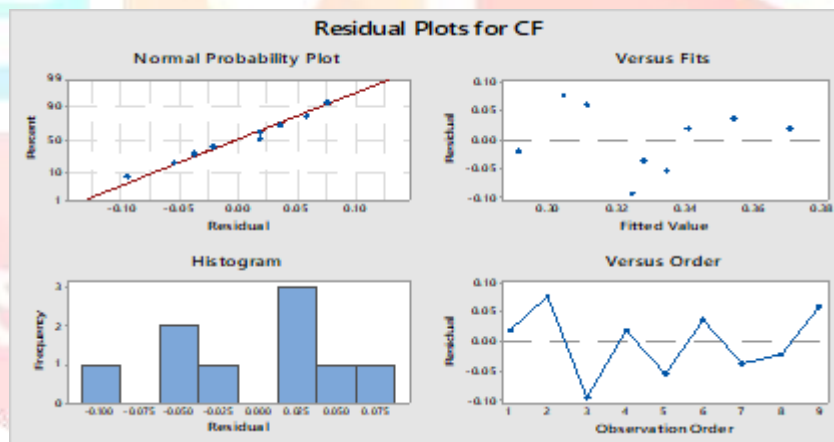 Residual Plots for CF
Normal Probability Plot
99
90
50
10
1
Percent
-0.10 -0.05 0.00 0.05 0.10
Residual
Versus Fits
0.10
0.05
0.00
-0.05
-0.10
Residual
0.30 0.32 0.34 0.36 0.38
Fitted Value
Histogram
3
2
1
0
Frequency
-0.100 -0.075 -0.050 -0.025 0.000 0.025 0.050 0.075
Residual
Versus Order
0.10
0.05
0.00
-0.05
-0.10
Residual
1 2 3 4 5 6 7 8 9
Observation Order